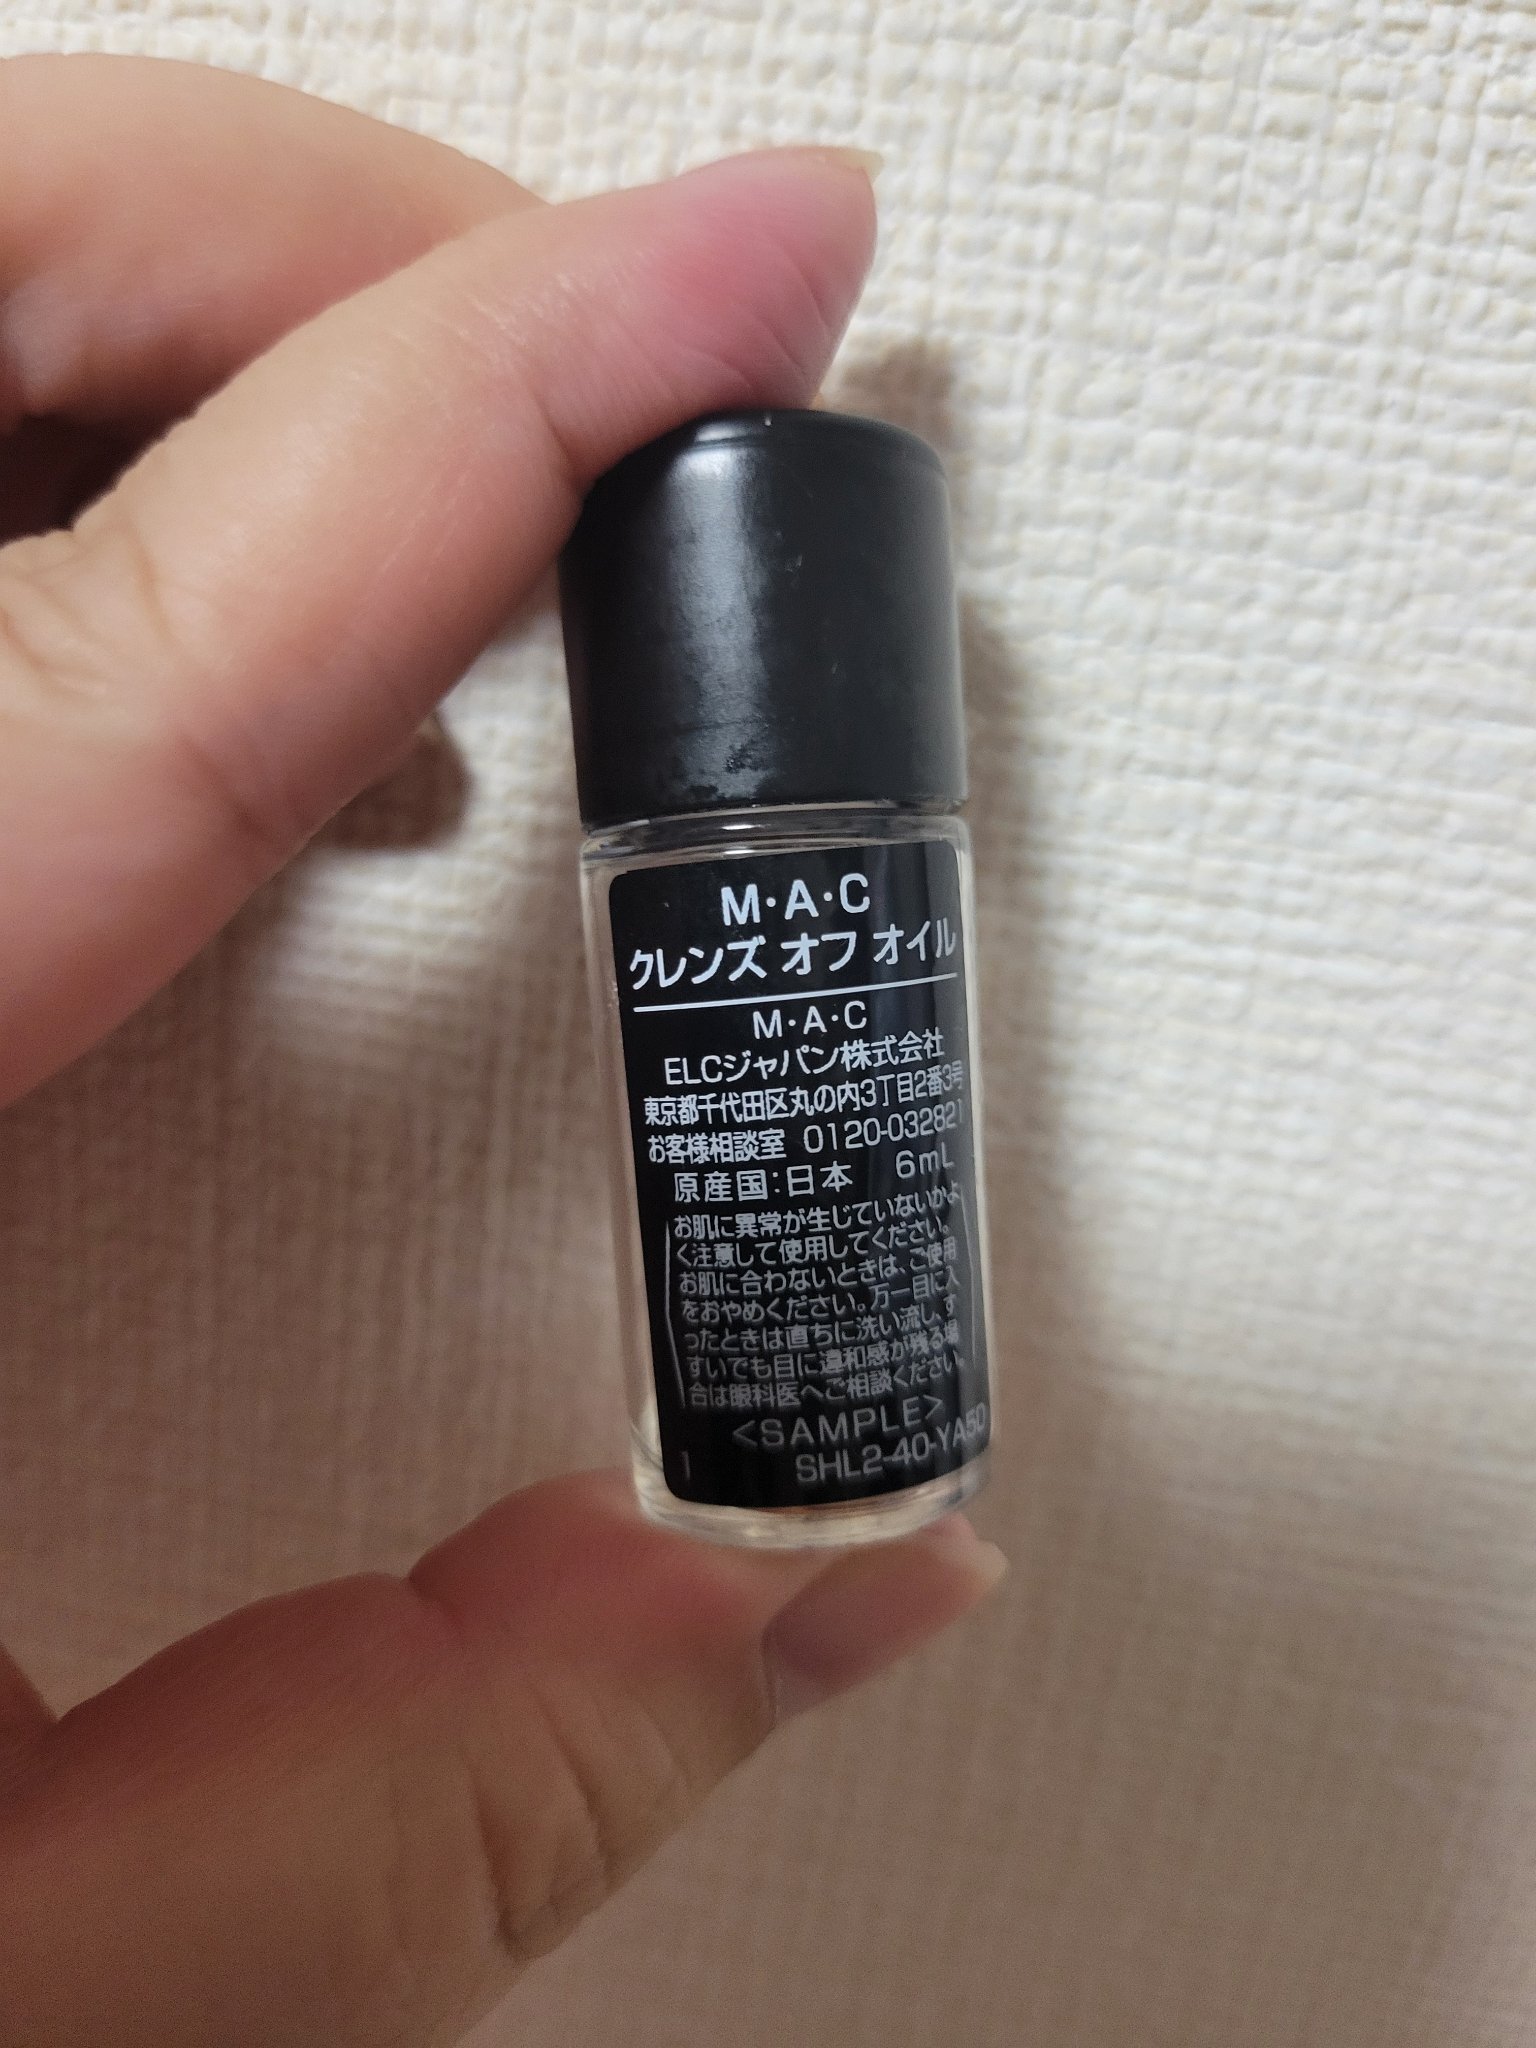 M·A·C
クレンズ オフ オイル
M·A·C
ELCジャパン株式会社
東京都千代田区丸の内3丁目2番3号
お客様相談室 0120-032821
原産国:日本 6mL
お肌に異常が生じていないかよ
く注意して使用してください。
お肌に合わないときは、ご使用
をおやめください。万一目に入
ったときは直ちに洗い流し、す
すいでも目に違和感が残る場
合は眼科医へご相談ください。
<SAMPLE>
1 SHL2-40-YA50